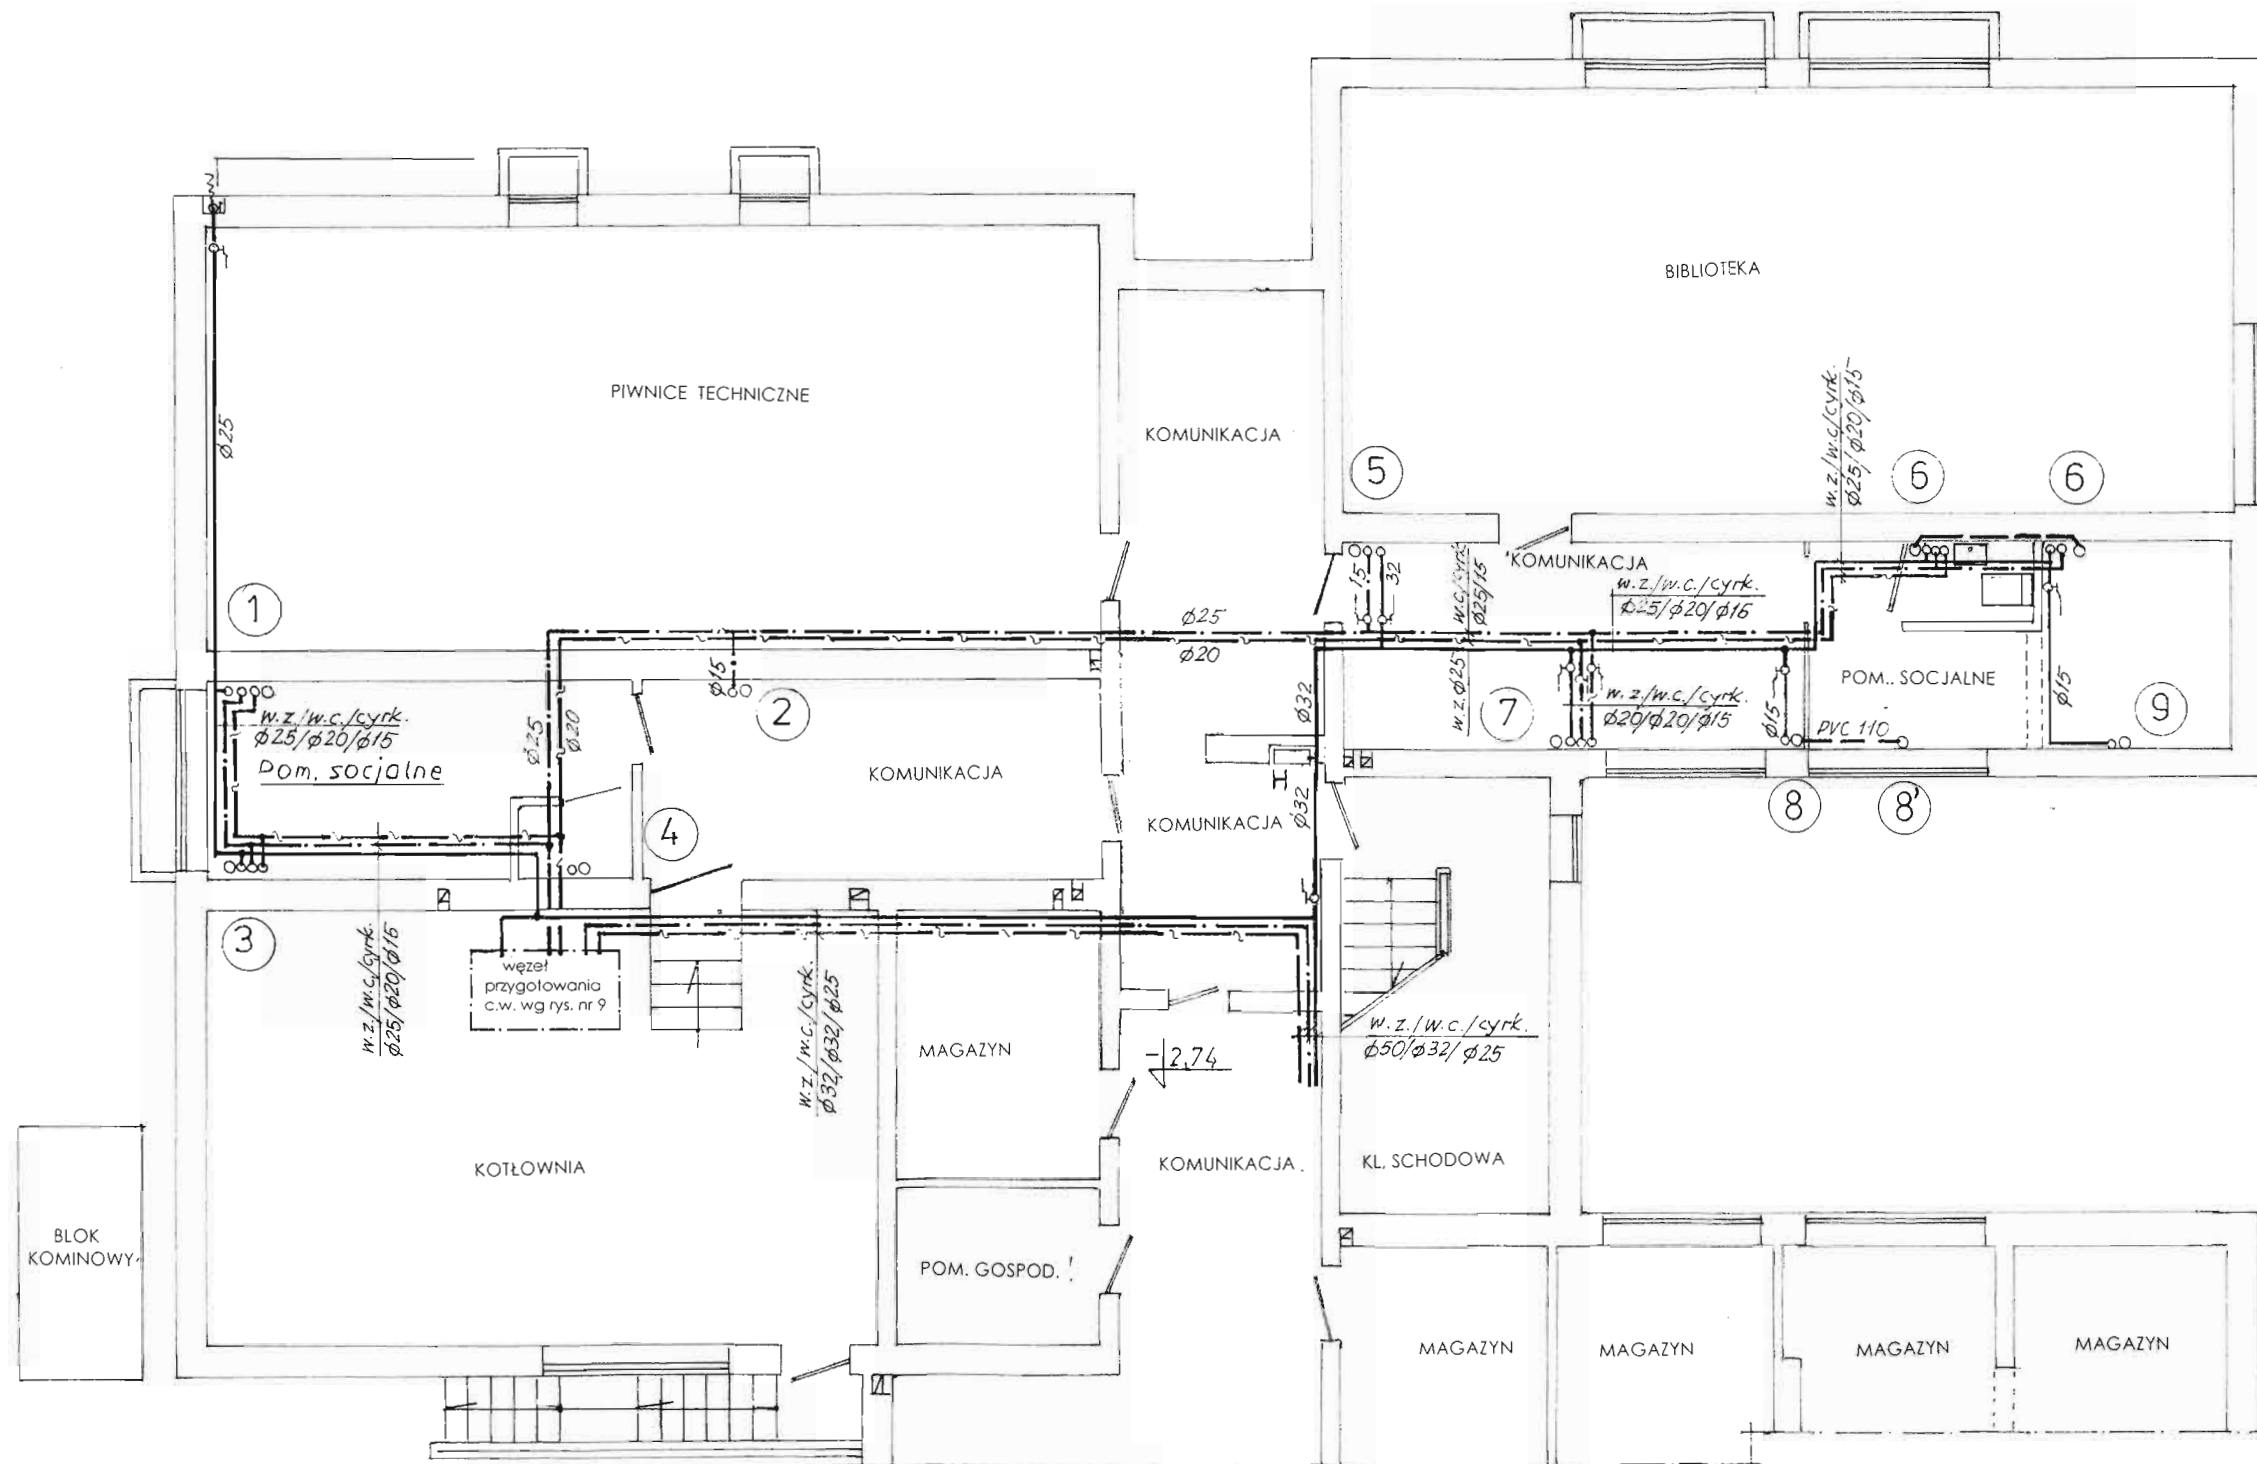 BIBLIOTEKA
PIWNICE TECHNICZNE
KOMUNIKACJA
ø25
w.z./w.c/cyrk.
ø25/ø20/ø15
5
6
6
1
ø25
ø20
15
32
w.c/cyrk
ø25/15
w.z.ø25
KOMUNIKACJA
w.z./w.c./cyrk.
ø25/ø20/ø15
ø15
2
w.z./w.c./cyrk.
ø25/ø20/ø15
Pom. socjalne
ø25
ø20
ø32
7
w.z./w.c./cyrk.
ø20/ø20/ø15
ø15
POM.. SOCJALNE
PVC 110
ø15
9
KOMUNIKACJA
4
KOMUNIKACJA
ø32
8
8'
3
w.z./w.c./cyrk.
ø25/ø20/ø15
węzeł
przygotowania
c.w. wg rys. nr 9
w.z./w.c./cyrk.
ø32/ø32/ø25
MAGAZYN
-2,74
w.z./w.c./cyrk.
ø50/ø32/ø25
KOTŁOWNIA
KOMUNIKACJA
KL. SCHODOWA
BLOK
KOMINOWY
POM. GOSPOD.
MAGAZYN
MAGAZYN
MAGAZYN
MAGAZYN